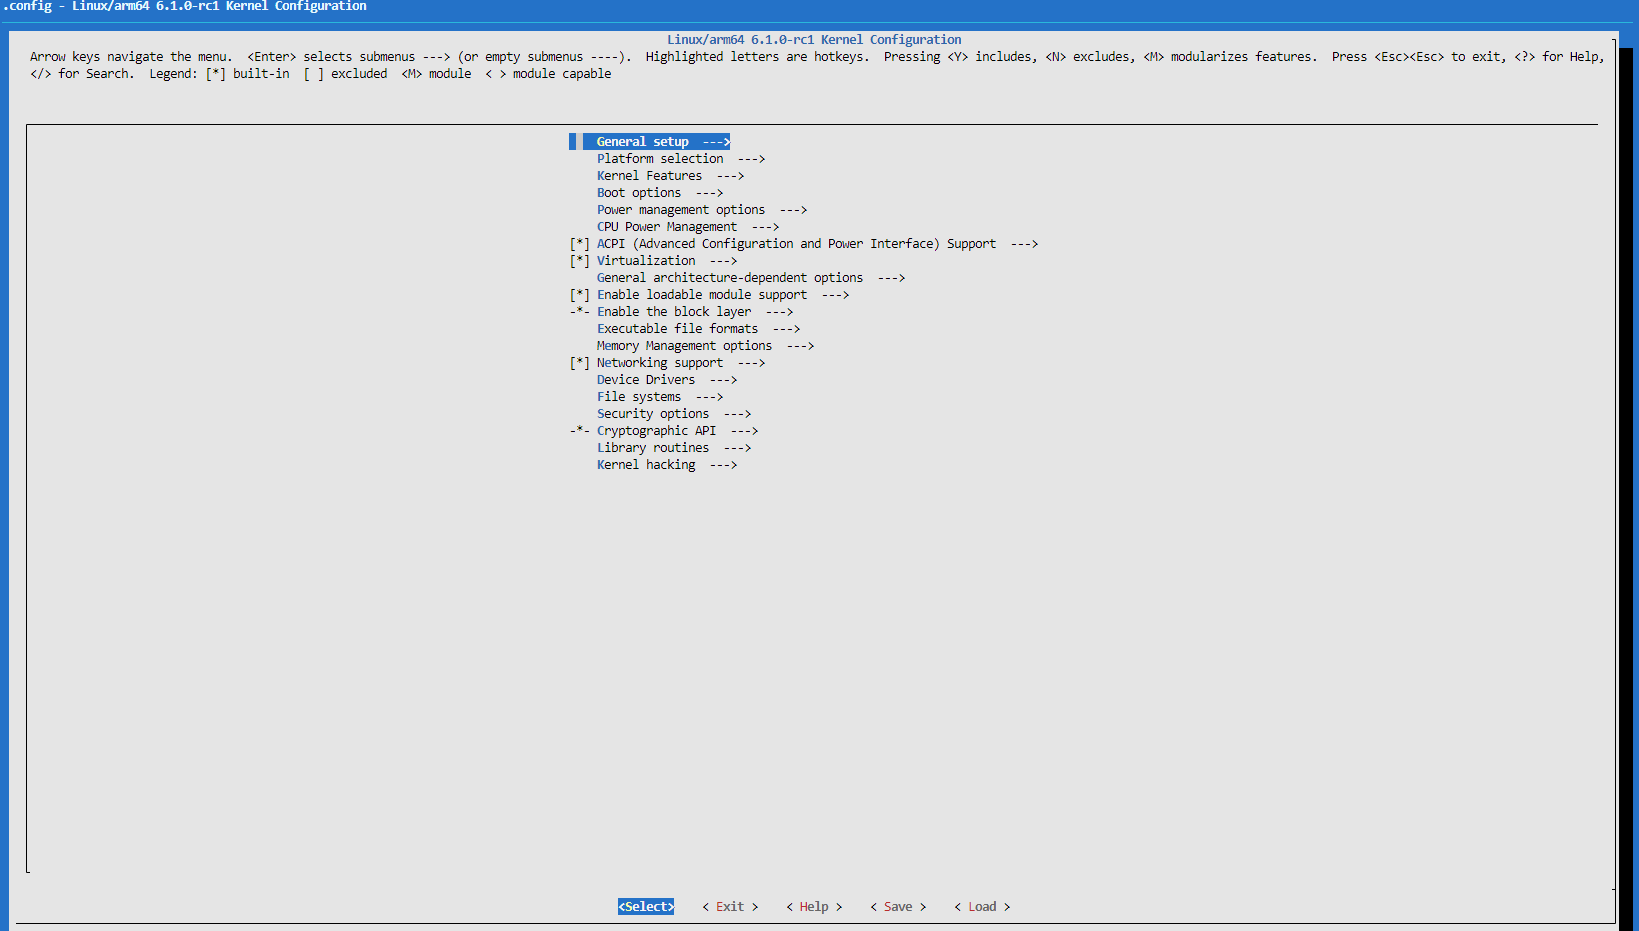 .config - Linux/arm64 6.1.0-rc1 Kernel Configuration
Linux/arm64 6.1.0-rc1 Kernel Configuration
Arrow keys navigate the menu.  <Enter> selects submenus ---> (or empty submenus ----).  Highlighted letters are hotkeys.  Pressing <Y> includes, <N> excludes, <M> modularizes features.  Press <Esc><Esc> to exit, <?> for Help,
</> for Search.  Legend: [*] built-in  [ ] excluded  <M> module  < > module capable
General setup  --->
Platform selection  --->
Kernel Features  --->
Boot options  --->
Power management options  --->
CPU Power Management  --->
[*] ACPI (Advanced Configuration and Power Interface) Support  --->
[*] Virtualization  --->
General architecture-dependent options  --->
[*] Enable loadable module support  --->
-*- Enable the block layer  --->
Executable file formats  --->
Memory Management options  --->
[*] Networking support  --->
Device Drivers  --->
File systems  --->
Security options  --->
-*- Cryptographic API  --->
Library routines  --->
Kernel hacking  --->
<Select>    < Exit >    < Help >    < Save >    < Load >